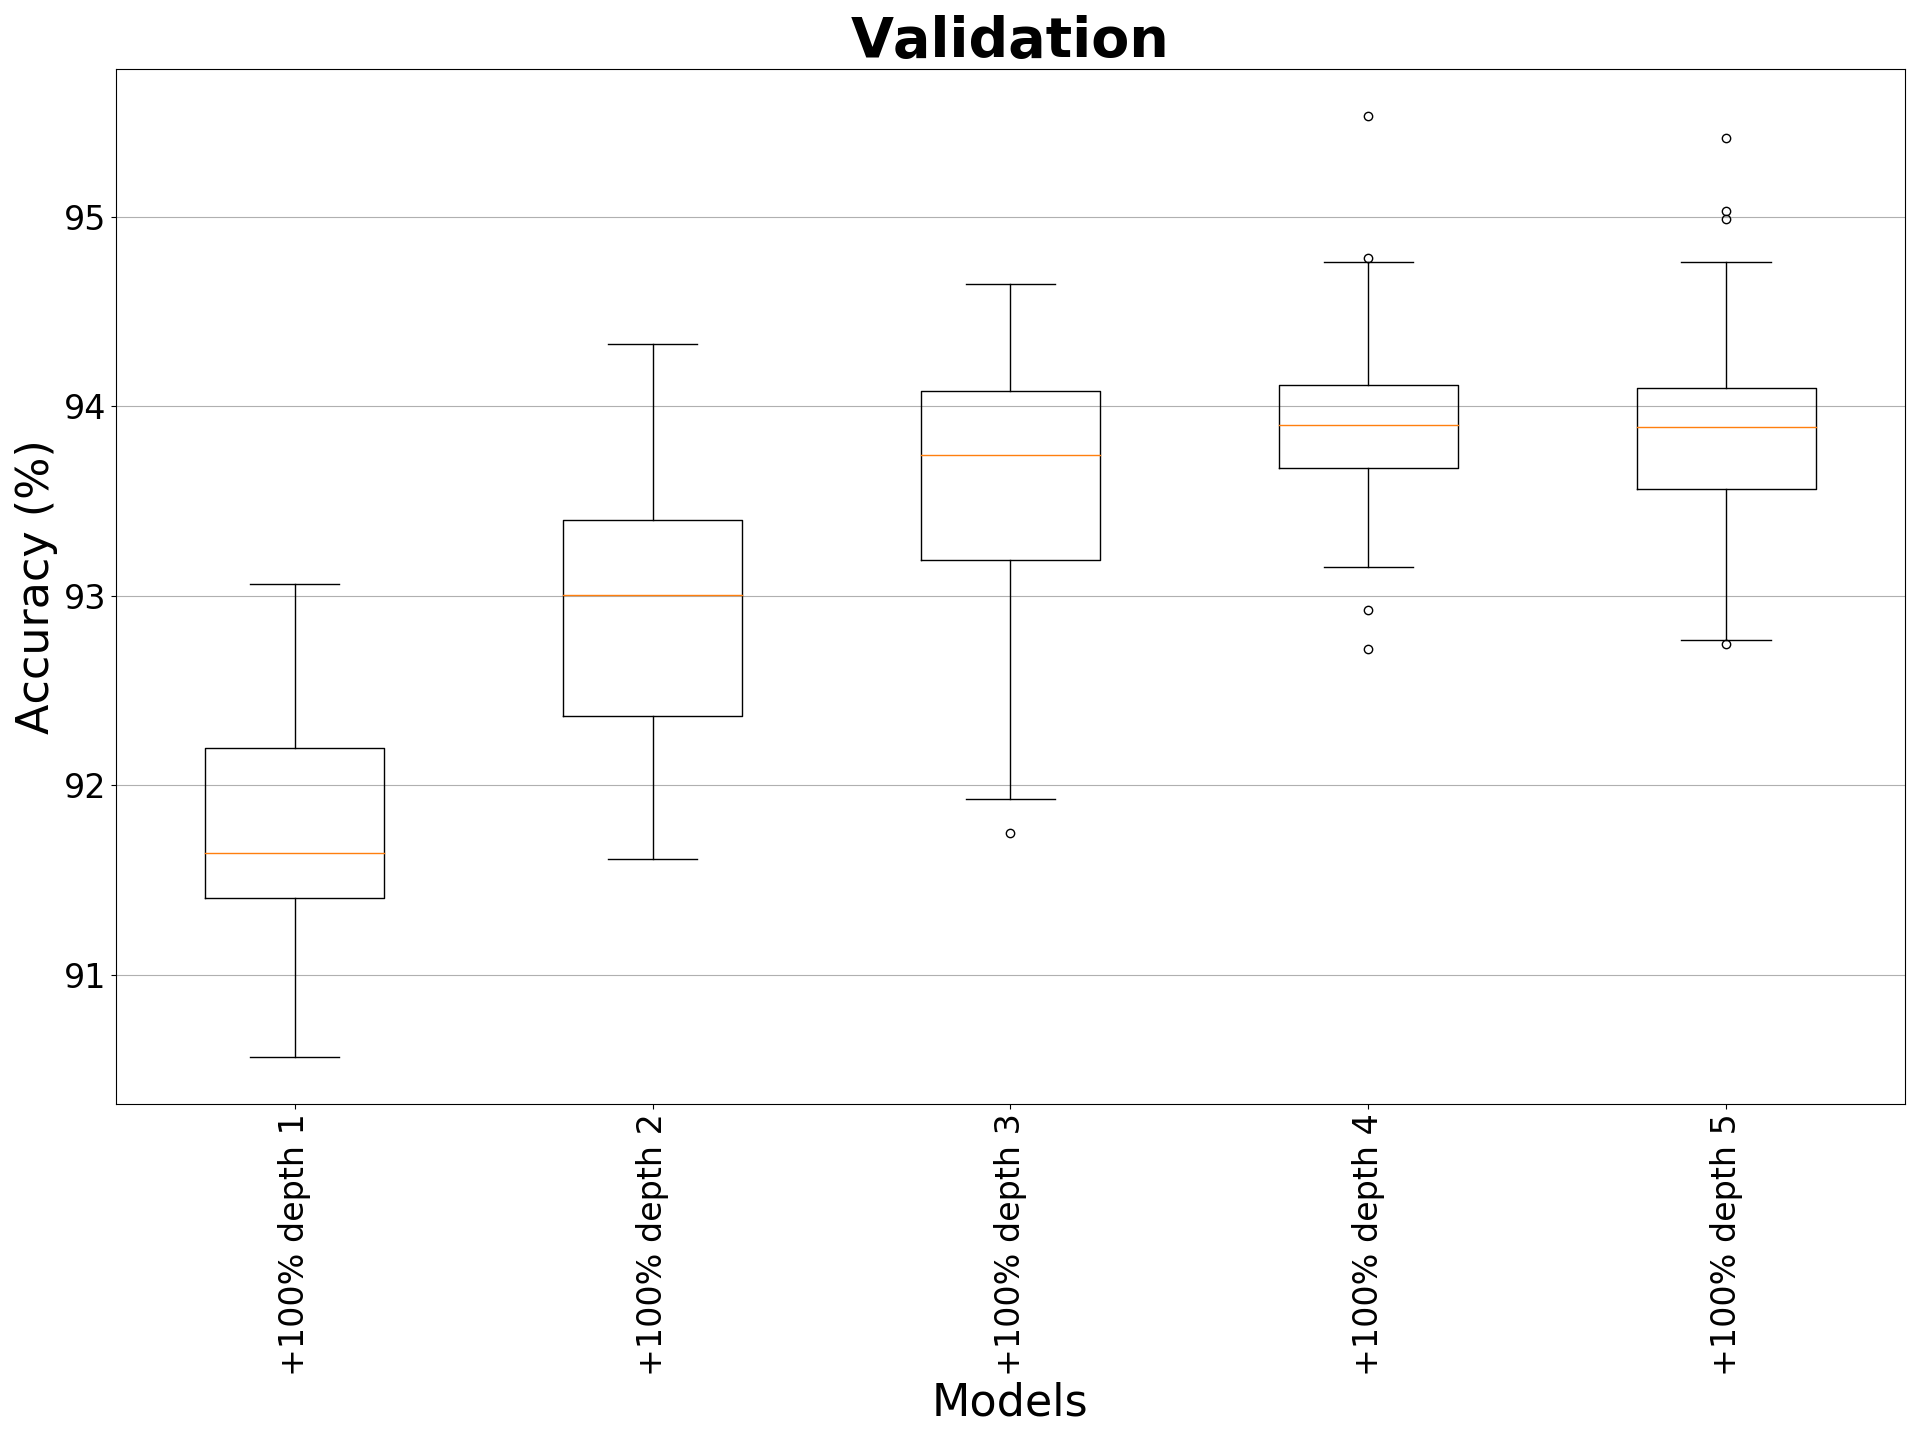 Validation
Accuracy (%)
95
94
93
92
91
+100% depth 1
+100% depth 2
+100% depth 3
+100% depth 4
+100% depth 5
Models